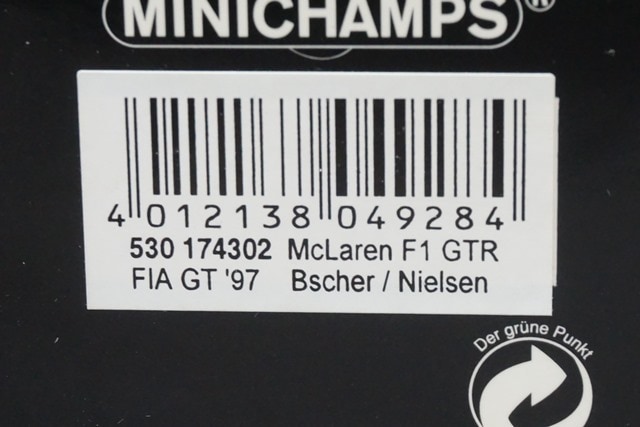 MINICHAMPS®
4 012138 049284
530 174302 McLaren F1 GTR
FIA GT '97 Bscher / Nielsen
Der grüne Punkt